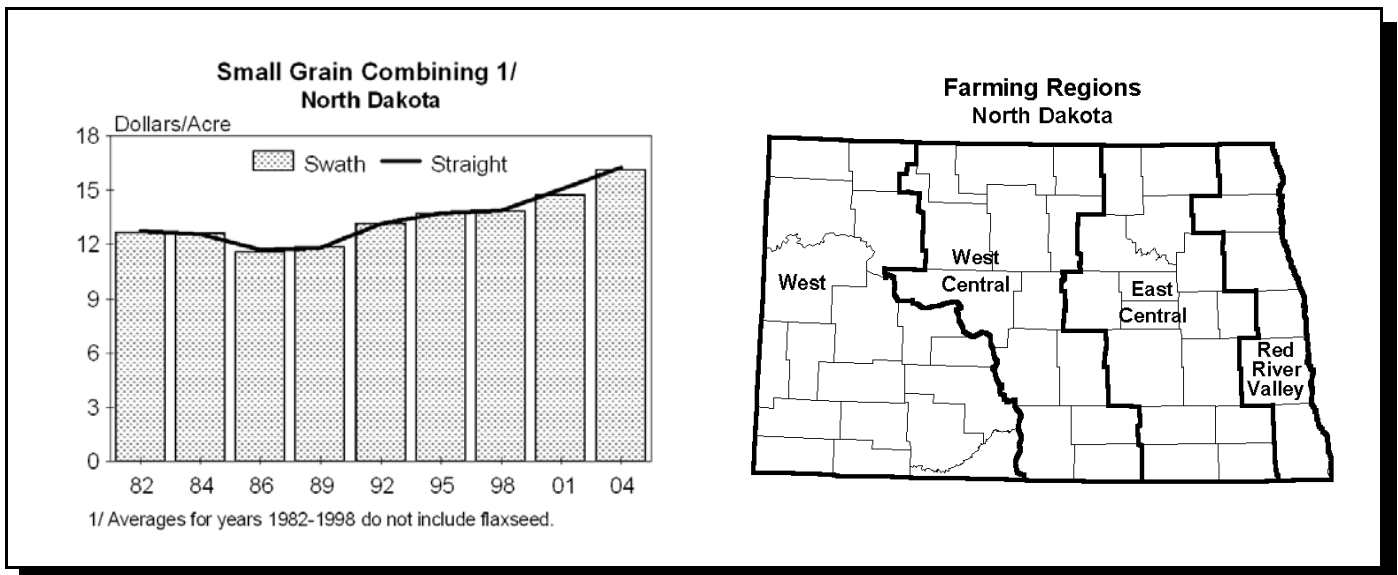 Small Grain Combining 1/
North Dakota
Dollars/Acre
18
15
12
9
6
3
0
Swath
Straight
82 84 86 89 92 95 98 01 04
1/ Averages for years 1982-1998 do not include flaxseed.
Farming Regions
North Dakota
West
West
Central
East
Central
Red
River
Valley